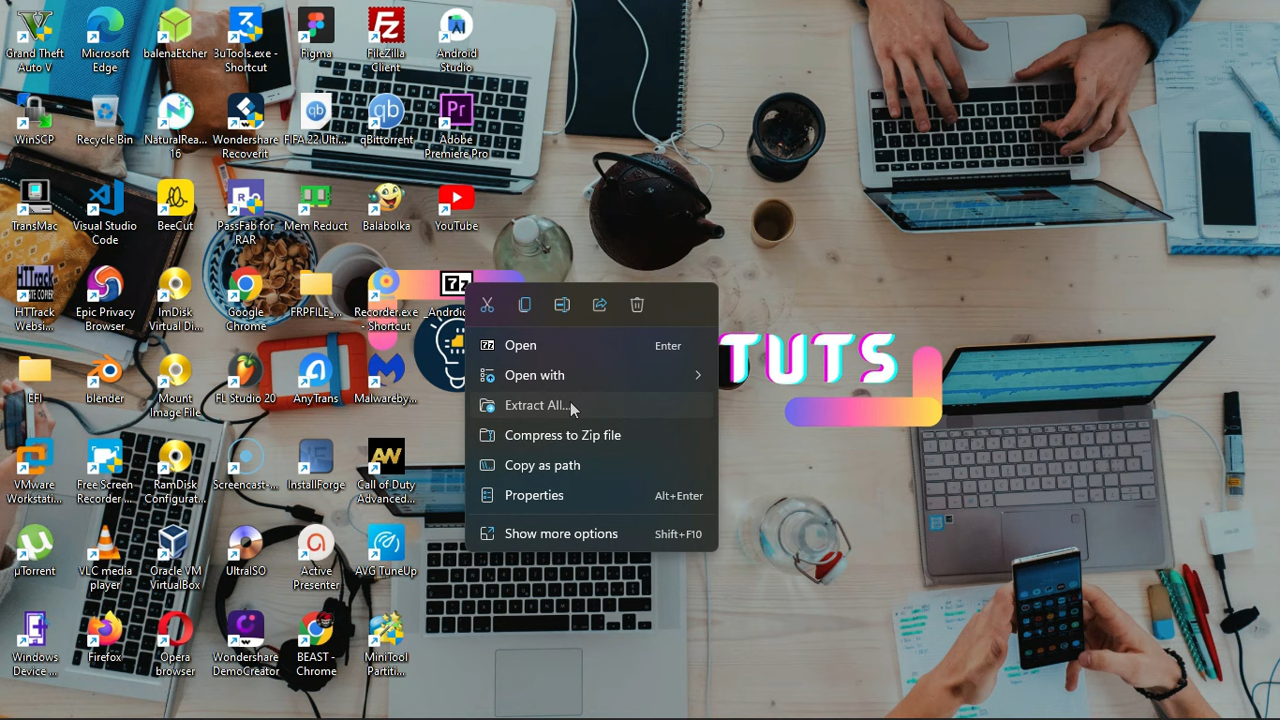 Grand Theft
Auto V
Microsoft
Edge
balenaEtcher
3uTools.exe -
Shortcut
Figma
FileZilla
Client
Android
Studio
WinSCP
Recycle Bin
NaturalRea...
16
Wondershare
Recoverit
FIFA 22 Ulti...
qBittorrent
Adobe
Premiere Pro
TransMac
Visual Studio
Code
BeeCut
PassFab for
RAR
Mem Reduct
Balabolka
YouTube
HTTrack
Websi...
Epic Privacy
Browser
ImDisk
Virtual Di...
Google
Chrome
FRPFILE_...
Recorder.exe
- Shortcut
EFI
blender
Mount
Image File
FL Studio 20
AnyTrans
Malwareby...
VMware
Workstati...
Free Screen
Recorder...
RamDisk
Configurat...
Screencast-...
InstallForge
Call of Duty
Advanced...
µTorrent
VLC media
player
Oracle VM
VirtualBox
UltraISO
Active
Presenter
AVG TuneUp
Windows
Device ...
Firefox
Opera
browser
Wondershare
DemoCreator
BEAST -
Chrome
MiniTool
Partiti...
Open Enter
Open with
Extract All...
Compress to Zip file
Copy as path
Properties Alt+Enter
Show more options Shift+F10
TUTS